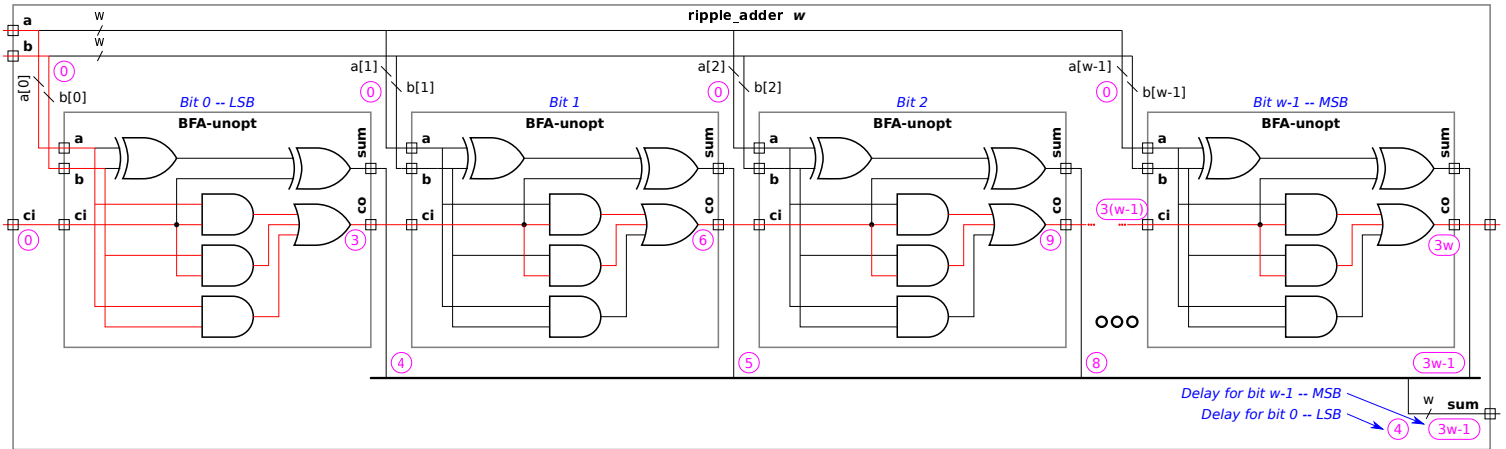 ripple_adder w
a
w
b
w
0
a[0]
b[0]
a[1]
0
b[1]
a[2]
0
b[2]
a[w-1]
0
b[w-1]
Bit 0 -- LSB
Bit 1
Bit 2
Bit w-1 -- MSB
BFA-unopt
BFA-unopt
BFA-unopt
BFA-unopt
a
sum
a
sum
a
sum
a
sum
b
b
b
b
ci
0
ci
co
3
ci
co
6
ci
co
9
3(w-1)
ci
co
3w
4
5
8
3w-1
Delay for bit w-1 -- MSB
Delay for bit 0 -- LSB
w
sum
4
3w-1